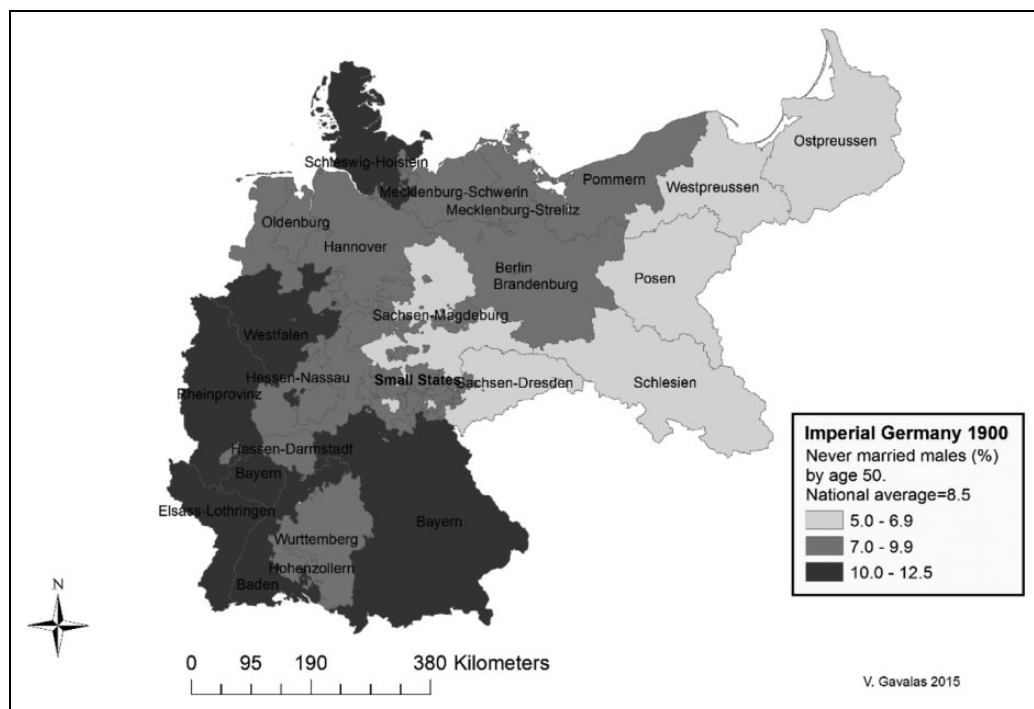 Ostpreussen
Schleswig-Holstein
Pommern
Westpreussen
Mecklenburg-Schwerin
Mecklenburg-Strelitz
Oldenburg
Hannover
Berlin
Brandenburg
Posen
Sachsen-Magdeburg
Westfalen
Hessen-Nassau
Small States
Sachsen-Dresden
Schlesien
Rheinprovinz
Hessen-Darmstadt
Bayern
Elsass-Lothringen
Bayern
Wurttemberg
Hohenzollern
Baden
Imperial Germany 1900
Never married males (%)
by age 50.
National average=8.5
5.0 - 6.9
7.0 - 9.9
10.0 - 12.5
N
0 95 190 380 Kilometers
V. Gavalas 2015